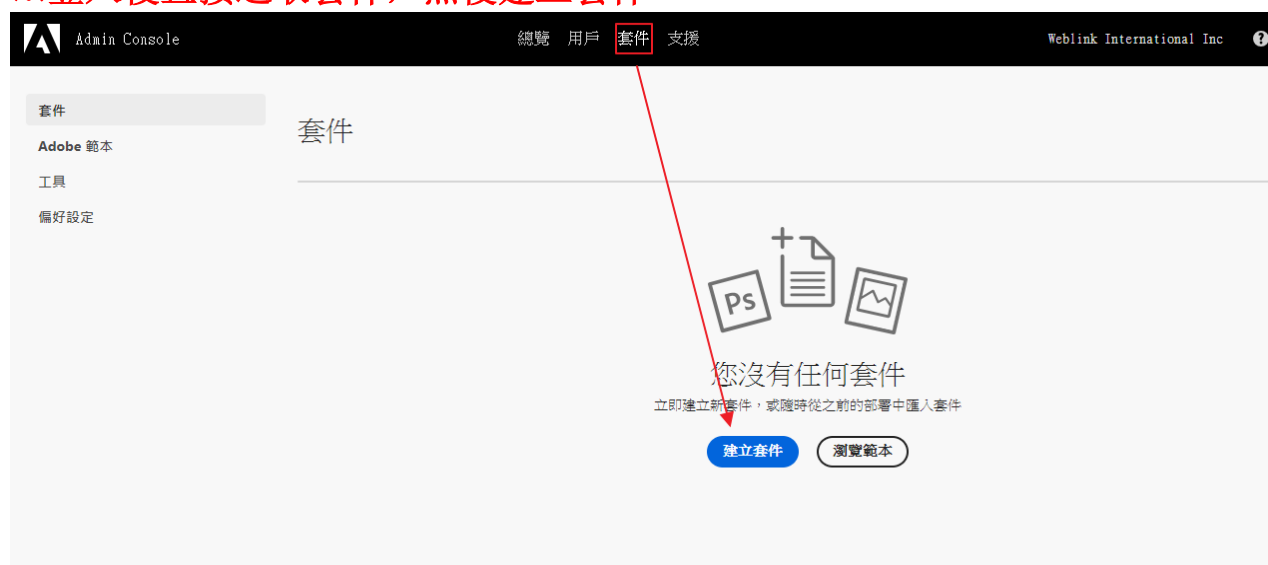 Admin Console 總覽 用戶 套件 支援 Weblink International Inc ?
套件
Adobe 範本
工具
偏好設定
套件
Ps
您沒有任何套件
立即建立新套件，或隨時從之前的部署中匯入套件
建立套件 瀏覽範本